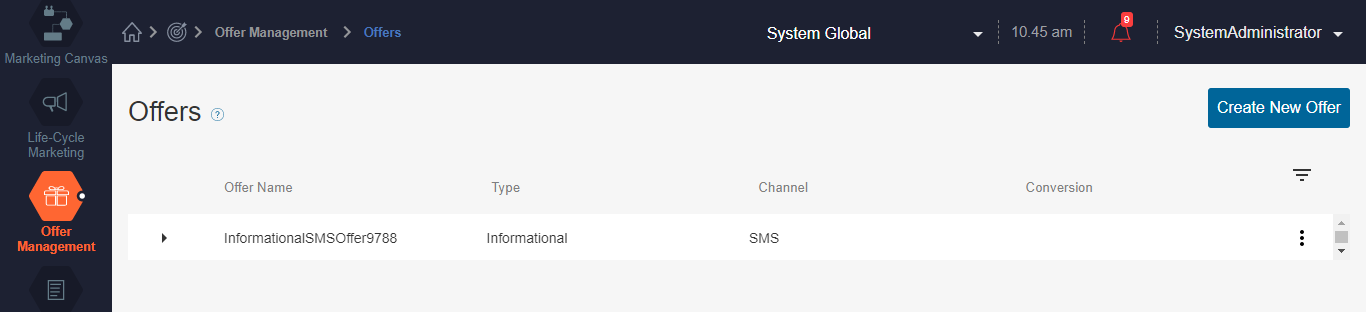 Marketing Canvas
Life-Cycle
Marketing
Offer
Management
Offer Management
Offers
System Global
10.45 am
9
SystemAdministrator
Offers ?
Create New Offer
Offer Name
Type
Channel
Conversion
InformationalSMSOffer9788
Informational
SMS